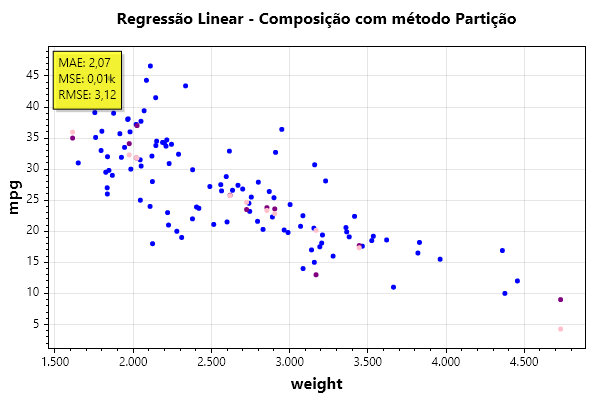 Regressão Linear - Composição com método Partição
MAE: 2,07
MSE: 0,01k
RMSE: 3,12
mpg
45
40
35
30
25
20
15
10
5
1.500 2.000 2.500 3.000 3.500 4.000 4.500
weight